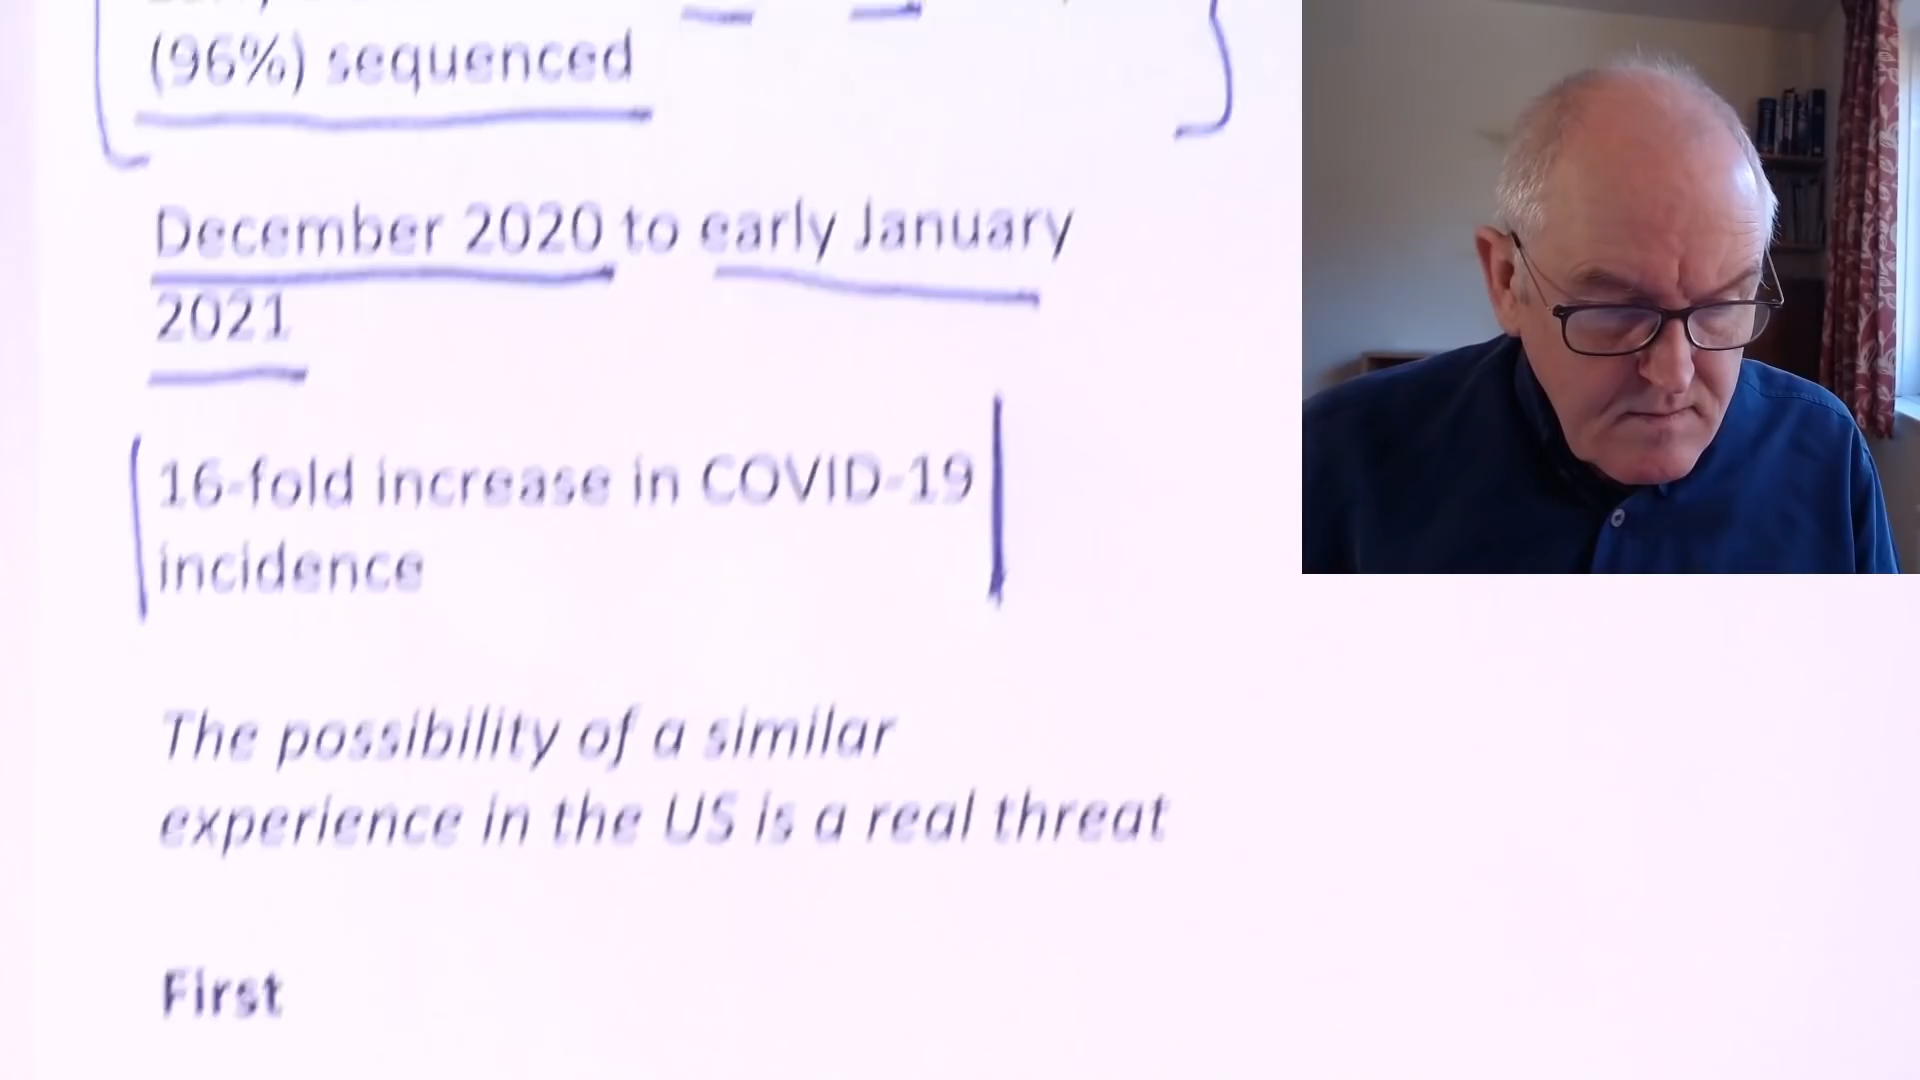 (96%) sequenced
December 2020 to early January
2021
16-fold increase in COVID-19
incidence
The possibility of a similar
experience in the US is a real threat
First